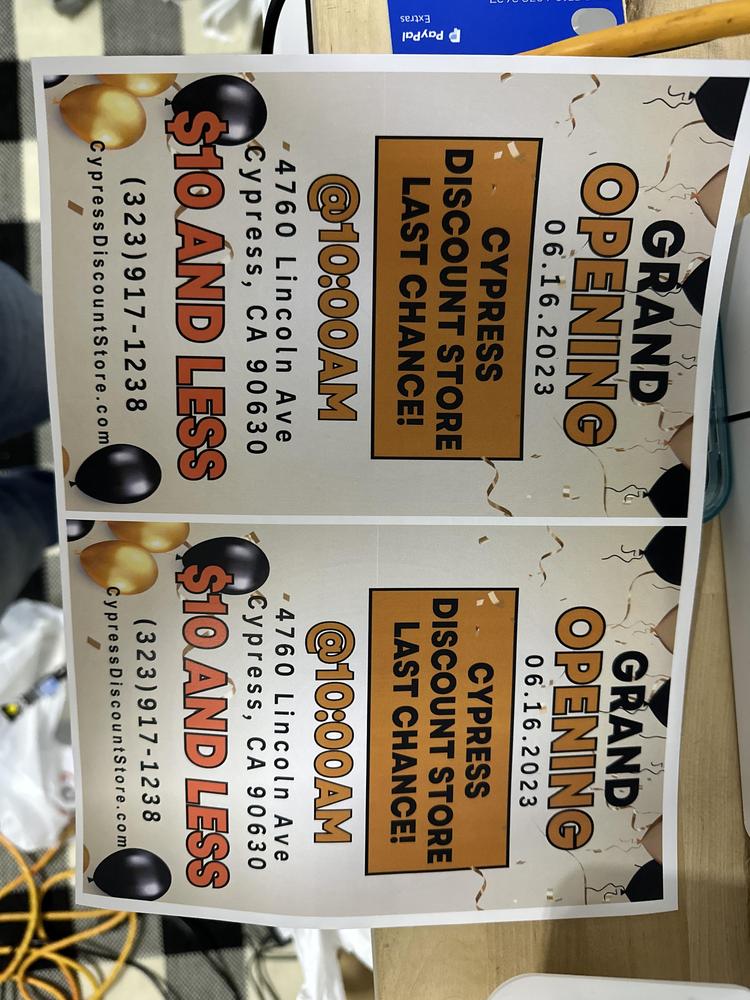 GRAND
OPENING
06.16.2023
CYPRESS
DISCOUNT STORE
LAST CHANCE!
@10:00AM
4760 Lincoln Ave
Cypress, CA 90630
$10 AND LESS
(323)917-1238
CypressDiscountStore.com
GRAND
OPENING
06.16.2023
CYPRESS
DISCOUNT STORE
LAST CHANCE!
@10:00AM
4760 Lincoln Ave
Cypress, CA 90630
$10 AND LESS
(323)917-1238
CypressDiscountStore.com
PayPal
Extras